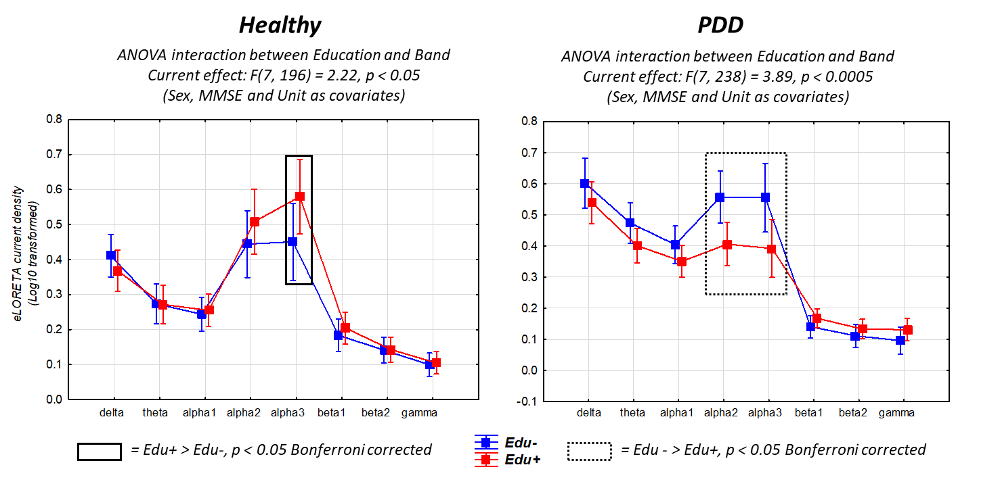 Healthy
ANOVA interaction between Education and Band
Current effect: F(7, 196) = 2.22, p < 0.05
(Sex, MMSE and Unit as covariates)
eLORETA current density
(Log10 transformed)
0.8
0.7
0.6
0.5
0.4
0.3
0.2
0.1
0.0
delta theta alpha1 alpha2 alpha3 beta1 beta2 gamma
PDD
ANOVA interaction between Education and Band
Current effect: F(7, 238) = 3.89, p < 0.0005
(Sex, MMSE and Unit as covariates)
0.8
0.7
0.6
0.5
0.4
0.3
0.2
0.1
0.0
-0.1
delta theta alpha1 alpha2 alpha3 beta1 beta2 gamma
= Edu+ > Edu-, p < 0.05 Bonferroni corrected
Edu-
Edu+
= Edu - > Edu+, p < 0.05 Bonferroni corrected